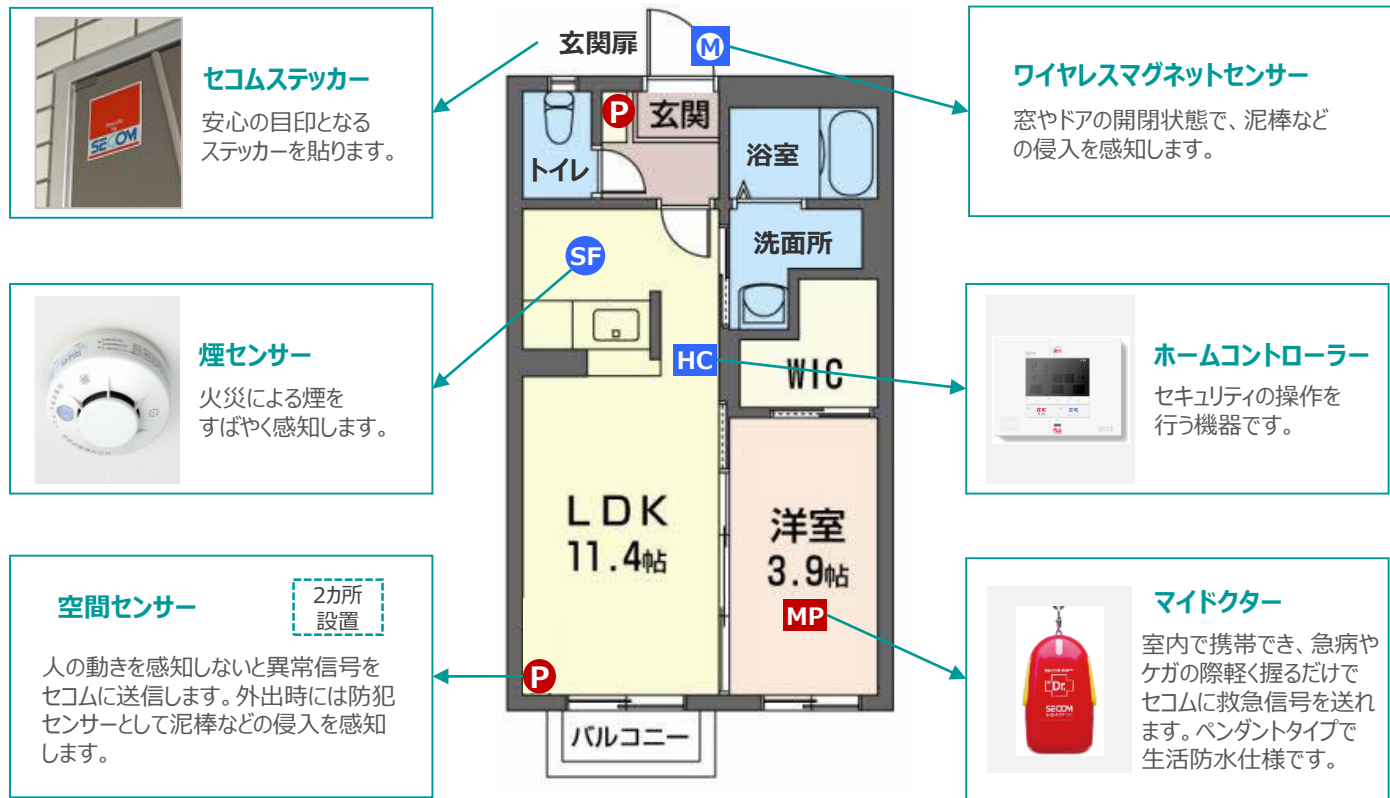 セコムステッカー
安心の目印となる
ステッカーを貼ります。
SECOM
玄関扉
M
ワイヤレスマグネットセンサー
窓やドアの開閉状態で、泥棒など
の侵入を感知します。
P
玄関
トイレ
浴室
洗面所
SF
煙センサー
火災による煙を
すばやく感知します。
HC
WIC
ホームコントローラー
セキュリティの操作を
行う機器です。
LDK
11.4帖
洋室
3.9帖
MP
P
バルコニー
空間センサー
2カ所
設置
人の動きを感知しないと異常信号を
セコムに送信します。外出時には防犯
センサーとして泥棒などの侵入を感知
します。
マイドクター
室内で携帯でき、急病や
ケガの際軽く握るだけで
セコムに救急信号を送れ
ます。ペンダントタイプで
生活防水仕様です。
Dr.
SECOM